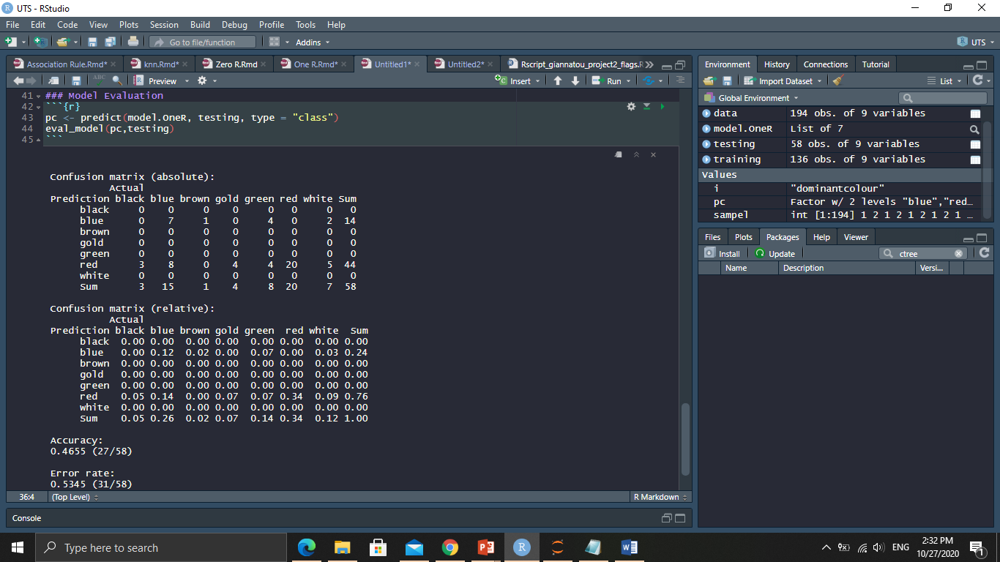 UTS - RStudio
File Edit Code View Plots Session Build Debug Profile Tools Help
Go to file/function Addins UTS
Association Rule.Rmd* knn.Rmd* Zero R.Rmd One R.Rmd* Untitled1* Untitled2* Rscript_giannatou_project2_flags.R
ABC Preview Insert Run
41 ### Model Evaluation
42 ```{r}
43 pc <- predict(model.OneR, testing, type = "class")
44 eval_model(pc,testing)
45 ```
Confusion matrix (absolute):
Actual
Prediction black blue brown gold green red white Sum
black 0 0 0 0 0 0 0 0
blue 0 7 1 0 4 0 2 14
brown 0 0 0 0 0 0 0 0
gold 0 0 0 0 0 0 0 0
green 0 0 0 0 0 0 0 0
red 3 8 0 4 4 20 5 44
white 0 0 0 0 0 0 0 0
Sum 3 15 1 4 8 20 7 58
Confusion matrix (relative):
Actual
Prediction black blue brown gold green red white Sum
black 0.00 0.00 0.00 0.00 0.00 0.00 0.00 0.00
blue 0.00 0.12 0.02 0.00 0.07 0.00 0.03 0.24
brown 0.00 0.00 0.00 0.00 0.00 0.00 0.00 0.00
gold 0.00 0.00 0.00 0.00 0.00 0.00 0.00 0.00
green 0.00 0.00 0.00 0.00 0.00 0.00 0.00 0.00
red 0.05 0.14 0.00 0.07 0.07 0.34 0.09 0.76
white 0.00 0.00 0.00 0.00 0.00 0.00 0.00 0.00
Sum 0.05 0.26 0.02 0.07 0.14 0.34 0.12 1.00
Accuracy:
0.4655 (27/58)
Error rate:
0.5345 (31/58)
36:4 (Top Level) R Markdown
Console
Environment History Connections Tutorial
Import Dataset List
Global Environment
data 194 obs. of 9 variables
model.OneR List of 7
testing 58 obs. of 9 variables
training 136 obs. of 9 variables
Values
i "dominantcolour"
pc Factor w/ 2 levels "blue","red…
sampel int [1:194] 1 2 1 2 1 2 1 2 1 …
Files Plots Packages Help Viewer
Install Update ctree
Name Description Versi...
Type here to search
ENG
2:32 PM
10/27/2020
1